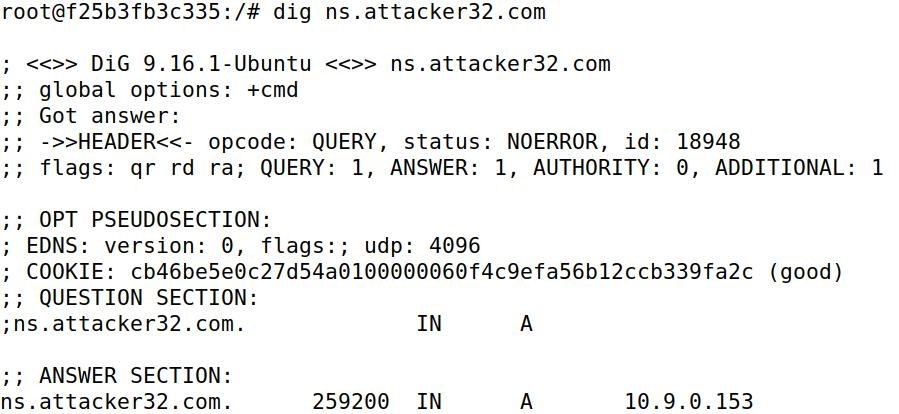 root@f25b3fb3c335:/# dig ns.attacker32.com
; <<>> DiG 9.16.1-Ubuntu <<>> ns.attacker32.com
;; global options: +cmd
;; Got answer:
;; ->>HEADER<<- opcode: QUERY, status: NOERROR, id: 18948
;; flags: qr rd ra; QUERY: 1, ANSWER: 1, AUTHORITY: 0, ADDITIONAL: 1
;; OPT PSEUDOSECTION:
; EDNS: version: 0, flags:; udp: 4096
; COOKIE: cb46be5e0c27d54a0100000060f4c9efa56b12ccb339fa2c (good)
;; QUESTION SECTION:
;ns.attacker32.com. IN A
;; ANSWER SECTION:
ns.attacker32.com. 259200 IN A 10.9.0.153